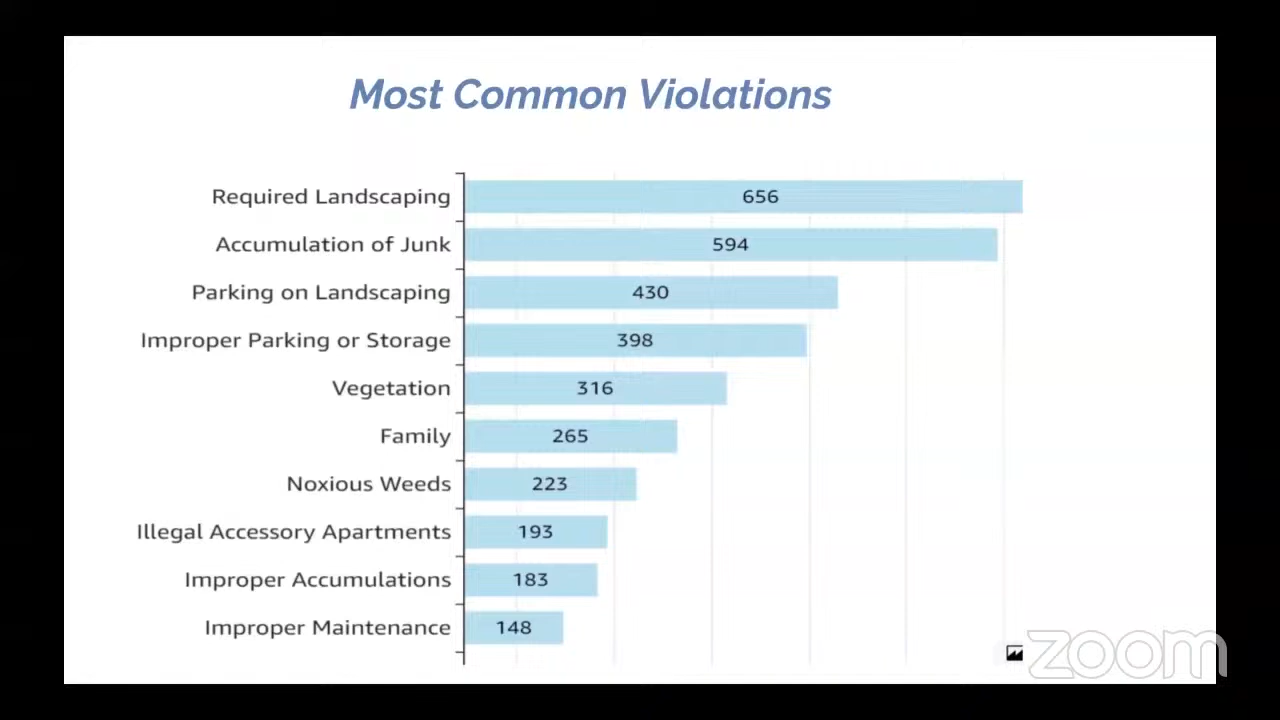 Most Common Violations
Required Landscaping 656
Accumulation of Junk 594
Parking on Landscaping 430
Improper Parking or Storage 398
Vegetation 316
Family 265
Noxious Weeds 223
Illegal Accessory Apartments 193
Improper Accumulations 183
Improper Maintenance 148
zoom